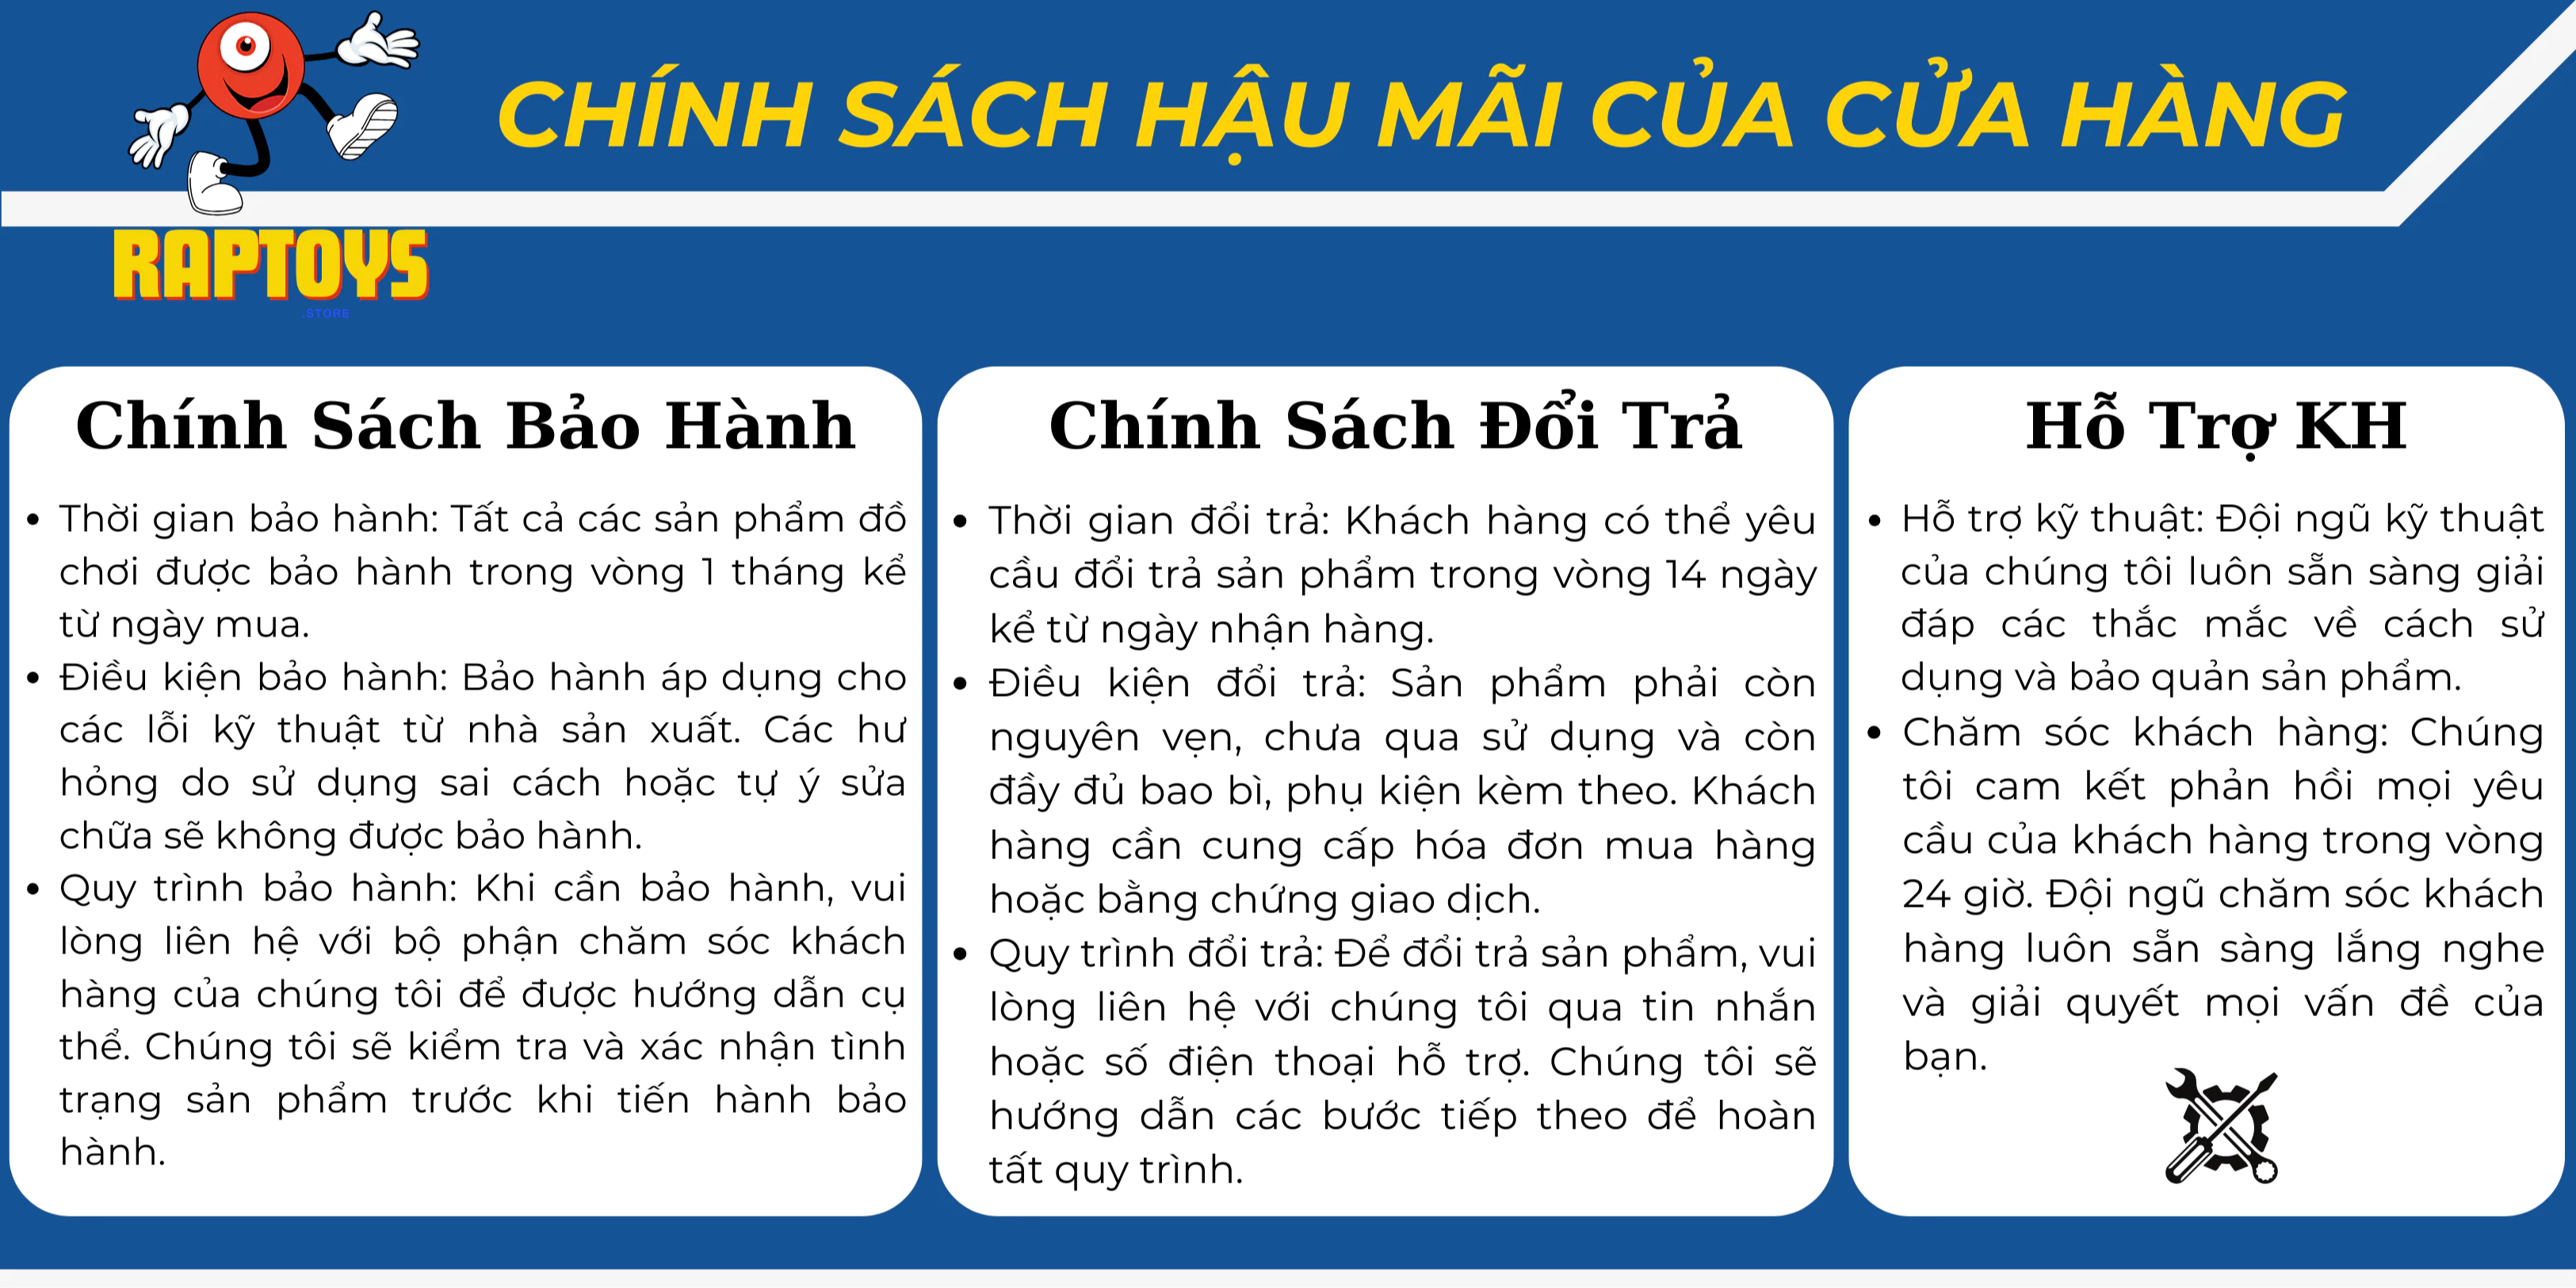 CHÍNH SÁCH HẬU MÃI CỦA CỬA HÀNG
RAPTOYS
.STORE
Chính Sách Bảo Hành
• Thời gian bảo hành: Tất cả các sản phẩm đồ
chơi được bảo hành trong vòng 1 tháng kể
từ ngày mua.
• Điều kiện bảo hành: Bảo hành áp dụng cho
các lỗi kỹ thuật từ nhà sản xuất. Các hư
hỏng do sử dụng sai cách hoặc tự ý sửa
chữa sẽ không được bảo hành.
• Quy trình bảo hành: Khi cần bảo hành, vui
lòng liên hệ với bộ phận chăm sóc khách
hàng của chúng tôi để được hướng dẫn cụ
thể. Chúng tôi sẽ kiểm tra và xác nhận tình
trạng sản phẩm trước khi tiến hành bảo
hành.
Chính Sách Đổi Trả
• Thời gian đổi trả: Khách hàng có thể yêu
cầu đổi trả sản phẩm trong vòng 14 ngày
kể từ ngày nhận hàng.
• Điều kiện đổi trả: Sản phẩm phải còn
nguyên vẹn, chưa qua sử dụng và còn
đầy đủ bao bì, phụ kiện kèm theo. Khách
hàng cần cung cấp hóa đơn mua hàng
hoặc bằng chứng giao dịch.
• Quy trình đổi trả: Để đổi trả sản phẩm, vui
lòng liên hệ với chúng tôi qua tin nhắn
hoặc số điện thoại hỗ trợ. Chúng tôi sẽ
hướng dẫn các bước tiếp theo để hoàn
tất quy trình.
Hỗ Trợ KH
• Hỗ trợ kỹ thuật: Đội ngũ kỹ thuật
của chúng tôi luôn sẵn sàng giải
đáp các thắc mắc về cách sử
dụng và bảo quản sản phẩm.
• Chăm sóc khách hàng: Chúng
tôi cam kết phản hồi mọi yêu
cầu của khách hàng trong vòng
24 giờ. Đội ngũ chăm sóc khách
hàng luôn sẵn sàng lắng nghe
và giải quyết mọi vấn đề của
bạn.